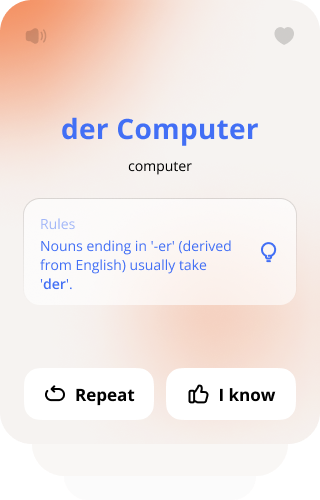 der Computer
computer
Rules
Nouns ending in '-er' (derived
from English) usually take
'der'.
Repeat
I know